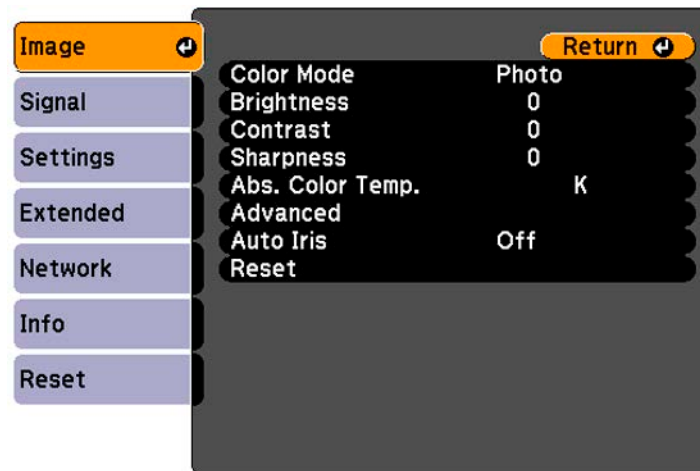 Image
Signal
Settings
Extended
Network
Info
Reset
Return
Color Mode Photo
Brightness 0
Contrast 0
Sharpness 0
Abs. Color Temp. K
Advanced
Auto Iris Off
Reset